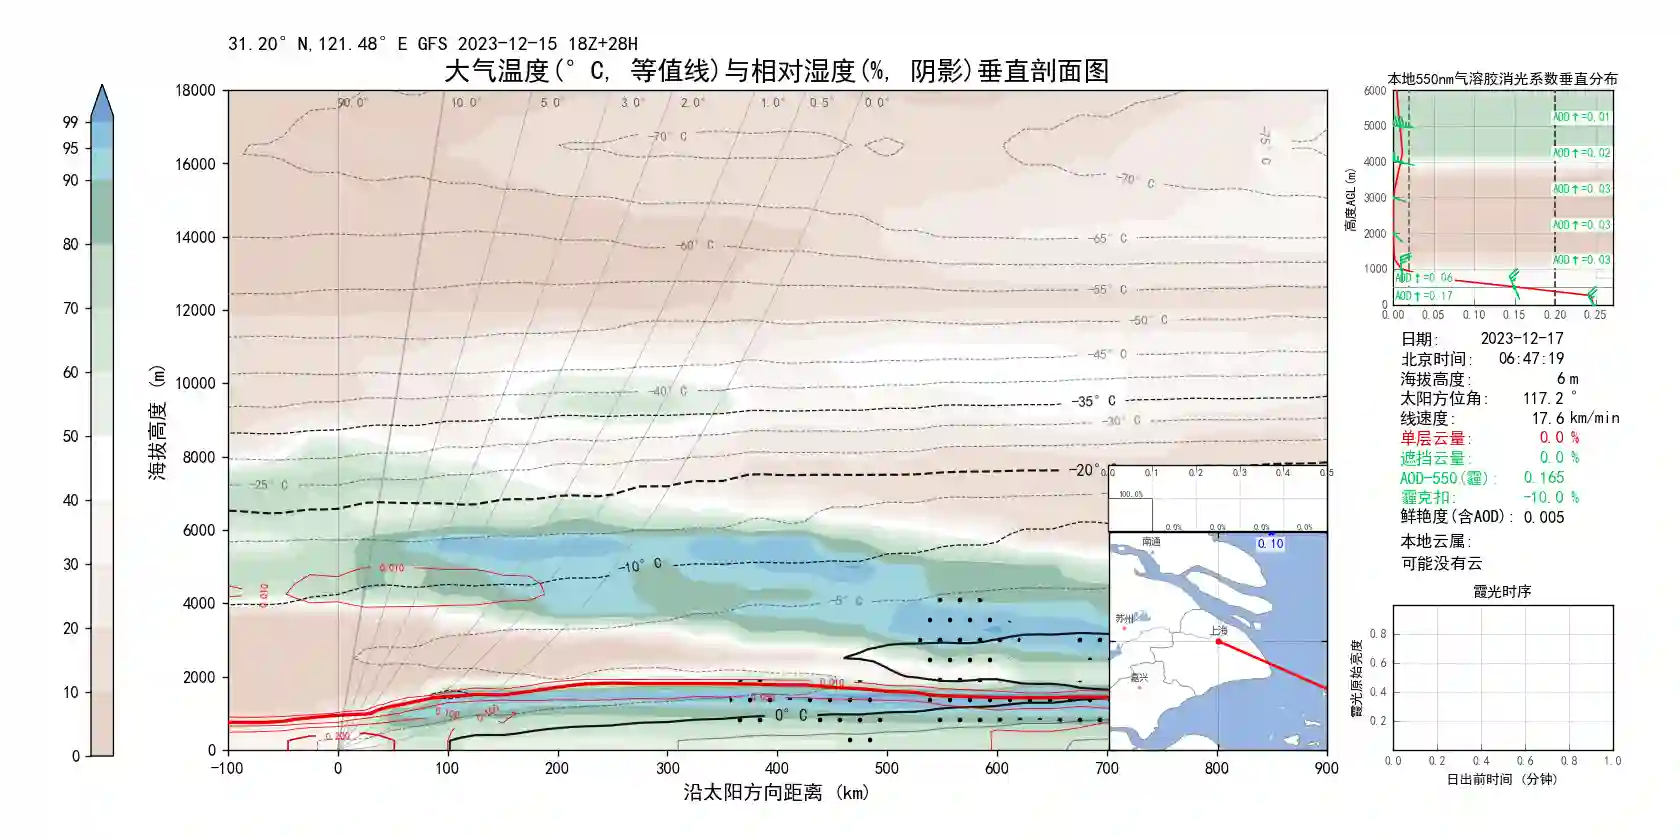 31.20° N,121.48° E GFS 2023-12-15 18Z+28H
大气温度(° C, 等值线)与相对湿度(%, 阴影)垂直剖面图
99
95
90
80
70
60
50
40
30
20
10
0
海拔高度 (m)
18000
16000
14000
12000
10000
8000
6000
4000
2000
0
90.0° 10.0° 5.0° 3.0° 2.0° 1.0° 0.5° 0.0°
-70° C
-75° C
-70° C
-65° C
-60° C
-55° C
-50° C
-45° C
-40° C
-35° C
-30° C
-25° C
-20°
-10° C
-5° C
0° C
0.010
0.010
0.010
0.100
0.100
0.200
-100 0 100 200 300 400 500 600 700 800 900
沿太阳方向距离 (km)
0.1 0.2 0.3 0.4 0.5
100.0%
0.0% 0.0% 0.0% 0.0%
0.10
南通
苏州
上海
嘉兴
本地550nm气溶胶消光系数垂直分布
高度AGL(m)
6000
5000
4000
3000
2000
1000
0
AOD↑=0.01
AOD↑=0.02
AOD↑=0.03
AOD↑=0.03
AOD↑=0.03
AOD↑=0.06
AOD↑=0.17
0.00 0.05 0.10 0.15 0.20 0.25
日期: 2023-12-17
北京时间: 06:47:19
海拔高度: 6 m
太阳方位角: 117.2 °
线速度: 17.6 km/min
单层云量: 0.0 %
遮挡云量: 0.0 %
AOD-550(霾): 0.165
霾克扣: -10.0 %
鲜艳度(含AOD): 0.005
本地云属:
可能没有云
霞光时序
霞光原始亮度
0.8
0.6
0.4
0.2
0.0 0.2 0.4 0.6 0.8 1.0
日出前时间 (分钟)